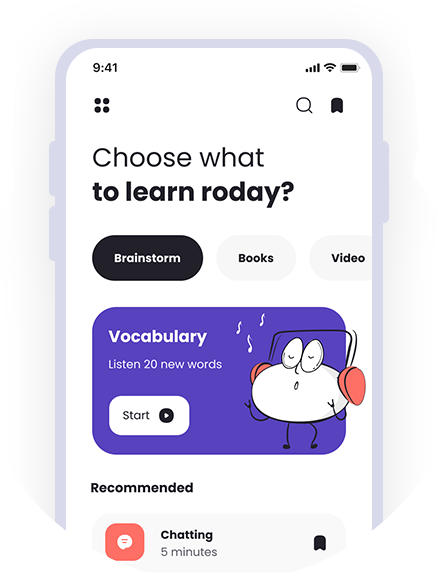 9:41
Choose what
to learn roday?
Brainstorm Books Video
Vocabulary
Listen 20 new words
Start
Recommended
Chatting
5 minutes